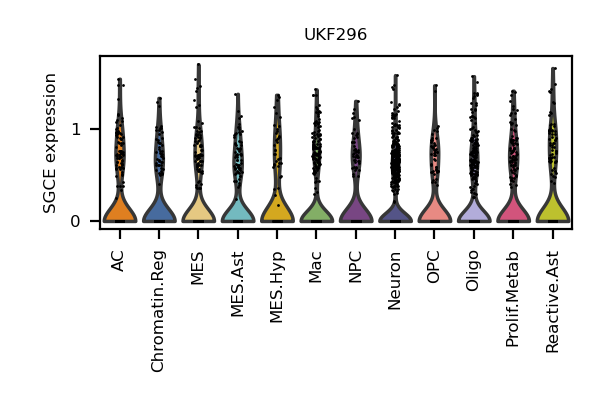 UKF296
SGCE expression
1
0
AC
Chromatin.Reg
MES
MES.Ast
MES.Hyp
Mac
NPC
Neuron
OPC
Oligo
Prolif.Metab
Reactive.Ast